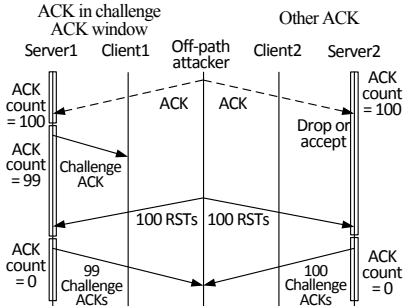 ACK in challenge
ACK window
Other ACK
Server1
Client1
Off-path
attacker
Client2
Server2
ACK
count
= 100
ACK
ACK
ACK
count
= 100
Drop or
accept
ACK
count
= 99
Challenge
ACK
100 RSTs
100 RSTs
ACK
count
=0
99
Challenge
ACKs
100
Challenge
ACKs
ACK
count
=0